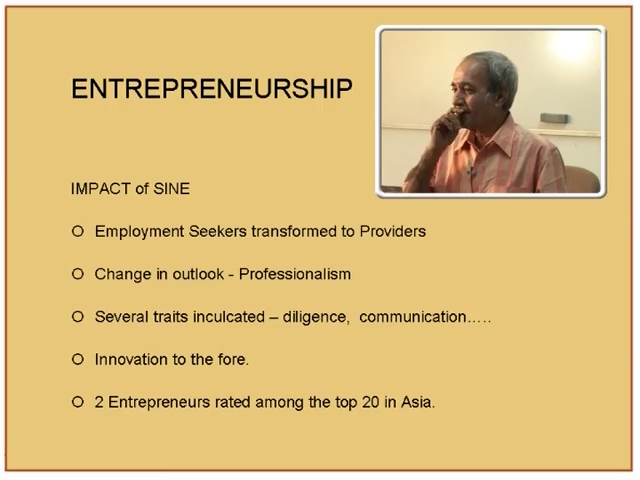 ENTREPRENEURSHIP
IMPACT of SINE
Employment Seekers transformed to Providers
Change in outlook - Professionalism
Several traits inculcated – diligence,  communication.....
Innovation to the fore.
2 Entrepreneurs rated among the top 20 in Asia.